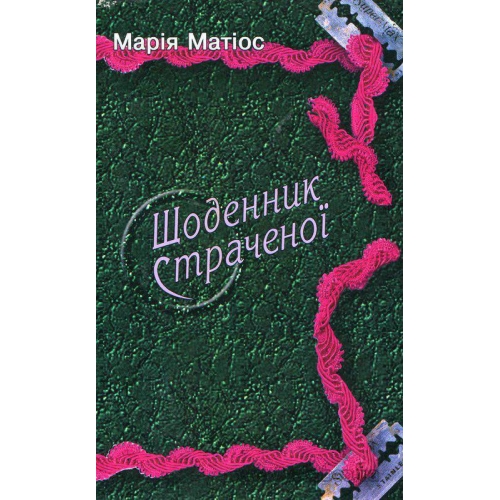 Марія Матіос
Щоденник
Страченої